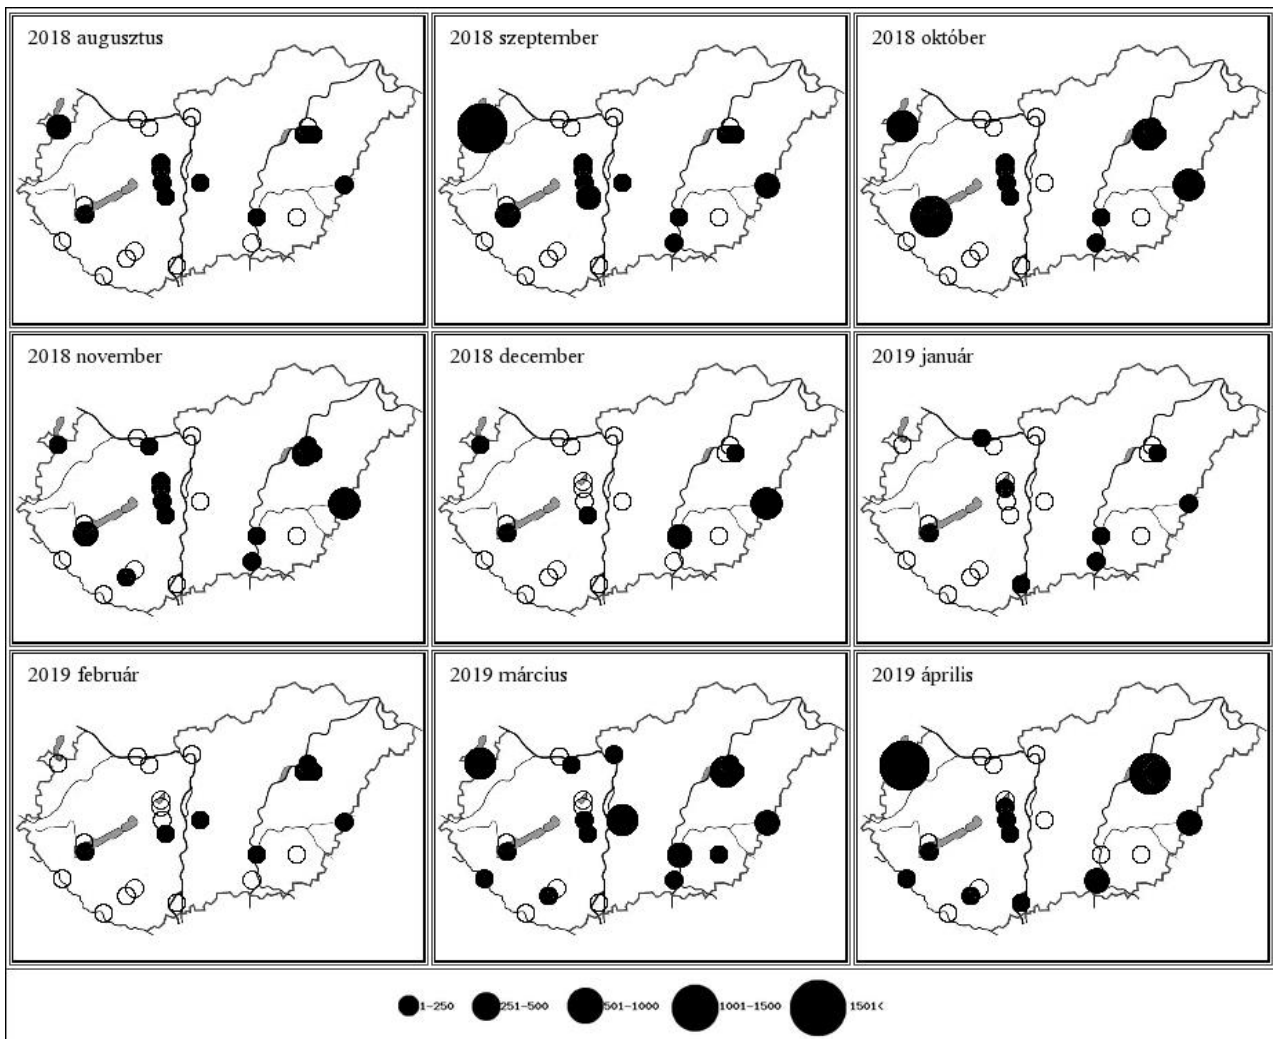 2018 augusztus
2018 szeptember
2018 október
2018 november
2018 december
2019 január
2019 február
2019 március
2019 április
1-250 251-500 501-1000 1001-1500 1501<